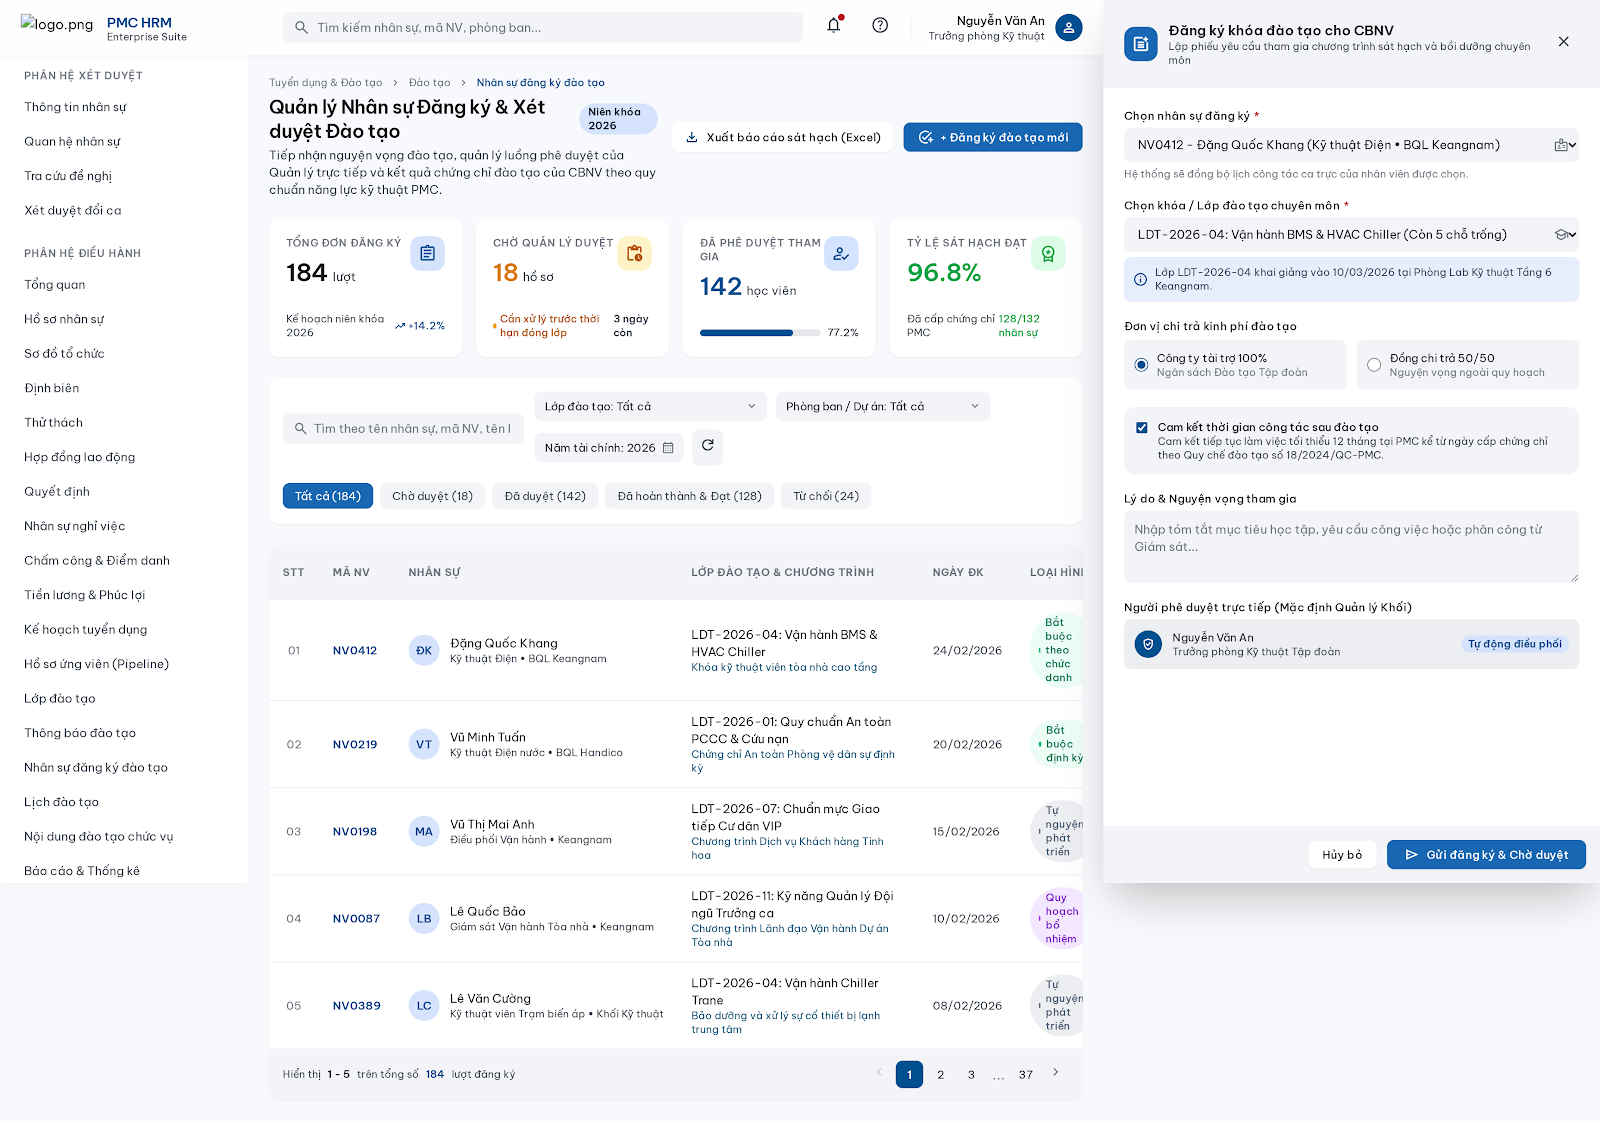 logo.png
PMC HRM
Enterprise Suite
Tìm kiếm nhân sự, mã NV, phòng ban...
Nguyễn Văn An
Trưởng phòng Kỹ thuật
PHÂN HỆ XÉT DUYỆT
Thông tin nhân sự
Quan hệ nhân sự
Tra cứu đề nghị
Xét duyệt đổi ca
PHÂN HỆ ĐIỀU HÀNH
Tổng quan
Hồ sơ nhân sự
Sơ đồ tổ chức
Định biên
Thử thách
Hợp đồng lao động
Quyết định
Nhân sự nghỉ việc
Chấm công & Điểm danh
Tiền lương & Phúc lợi
Kế hoạch tuyển dụng
Hồ sơ ứng viên (Pipeline)
Lớp đào tạo
Thông báo đào tạo
Nhân sự đăng ký đào tạo
Lịch đào tạo
Nội dung đào tạo chức vụ
Báo cáo & Thống kê
Tuyển dụng & Đào tạo > Đào tạo > Nhân sự đăng ký đào tạo
Quản lý Nhân sự Đăng ký & Xét
duyệt Đào tạo
Niên khóa
2026
Tiếp nhận nguyện vọng đào tạo, quản lý luồng phê duyệt của
Quản lý trực tiếp và kết quả chứng chỉ đào tạo của CBNV theo quy
chuẩn năng lực kỹ thuật PMC.
Xuất báo cáo sát hạch (Excel)
+ Đăng ký đào tạo mới
TỔNG ĐƠN ĐĂNG KÝ
184 lượt
Kế hoạch niên khóa
2026
+14.2%
CHỜ QUẢN LÝ DUYỆT
18 hồ sơ
Cần xử lý trước thời
hạn đóng lớp
3 ngày
còn
ĐÃ PHÊ DUYỆT THAM
GIA
142 học viên
77.2%
TỶ LỆ SÁT HẠCH ĐẠT
96.8%
Đã cấp chứng chỉ
PMC
128/132
nhân sự
Tìm theo tên nhân sự, mã NV, tên l
Lớp đào tạo: Tất cả
Phòng ban / Dự án: Tất cả
Năm tài chính: 2026
Tất cả (184)
Chờ duyệt (18)
Đã duyệt (142)
Đã hoàn thành & Đạt (128)
Từ chối (24)
STT MÃ NV NHÂN SỰ LỚP ĐÀO TẠO & CHƯƠNG TRÌNH NGÀY ĐK LOẠI HÌN
01 NV0412 ĐK Đặng Quốc Khang
Kỹ thuật Điện • BQL Keangnam
LDT-2026-04: Vận hành BMS &
HVAC Chiller
Khóa kỹ thuật viên tòa nhà cao tầng
24/02/2026
Bắt
buộc
theo
chức
danh
02 NV0219 VT Vũ Minh Tuấn
Kỹ thuật Điện nước • BQL Handico
LDT-2026-01: Quy chuẩn An toàn
PCCC & Cứu nạn
Chứng chỉ An toàn Phòng vệ dân sự định
kỳ
20/02/2026
Bắt
buộc
định kỳ
03 NV0198 MA Vũ Thị Mai Anh
Điều phối Vận hành • Keangnam
LDT-2026-07: Chuẩn mực Giao
tiếp Cư dân VIP
Chương trình Dịch vụ Khách hàng Tinh
hoa
15/02/2026
Tự
nguyện
phát
triển
04 NV0087 LB Lê Quốc Bảo
Giám sát Vận hành Tòa nhà • Keangnam
LDT-2026-11: Kỹ năng Quản lý Đội
ngũ Trưởng ca
Chương trình Lãnh đạo Vận hành Dự án
Tòa nhà
10/02/2026
Quy
hoạch
bổ
nhiệm
05 NV0389 LC Lê Văn Cường
Kỹ thuật viên Trạm biến áp • Khối Kỹ thuật
LDT-2026-04: Vận hành Chiller
Trane
Bảo dưỡng và xử lý sự cố thiết bị lạnh
trung tâm
08/02/2026
Tự
nguyện
phát
triển
Hiển thị 1 - 5 trên tổng số 184 lượt đăng ký
1 2 3 ... 37
Đăng ký khóa đào tạo cho CBNV
Lập phiếu yêu cầu tham gia chương trình sát hạch và bồi dưỡng chuyên
môn
Chọn nhân sự đăng ký *
NV0412 - Đặng Quốc Khang (Kỹ thuật Điện • BQL Keangnam)
Hệ thống sẽ đồng bộ lịch công tác ca trực của nhân viên được chọn.
Chọn khóa / Lớp đào tạo chuyên môn *
LDT-2026-04: Vận hành BMS & HVAC Chiller (Còn 5 chỗ trống)
Lớp LDT-2026-04 khai giảng vào 10/03/2026 tại Phòng Lab Kỹ thuật Tầng 6
Keangnam.
Đơn vị chi trả kinh phí đào tạo
Công ty tài trợ 100%
Ngân sách Đào tạo Tập đoàn
Đồng chi trả 50/50
Nguyện vọng ngoài quy hoạch
Cam kết thời gian công tác sau đào tạo
Cam kết tiếp tục làm việc tối thiểu 12 tháng tại PMC kể từ ngày cấp chứng chỉ
theo Quy chế đào tạo số 18/2024/QC-PMC.
Lý do & Nguyện vọng tham gia
Nhập tóm tắt mục tiêu học tập, yêu cầu công việc hoặc phân công từ
Giám sát...
Người phê duyệt trực tiếp (Mặc định Quản lý Khối)
Nguyễn Văn An
Trưởng phòng Kỹ thuật Tập đoàn
Tự động điều phối
Hủy bỏ
Gửi đăng ký & Chờ duyệt